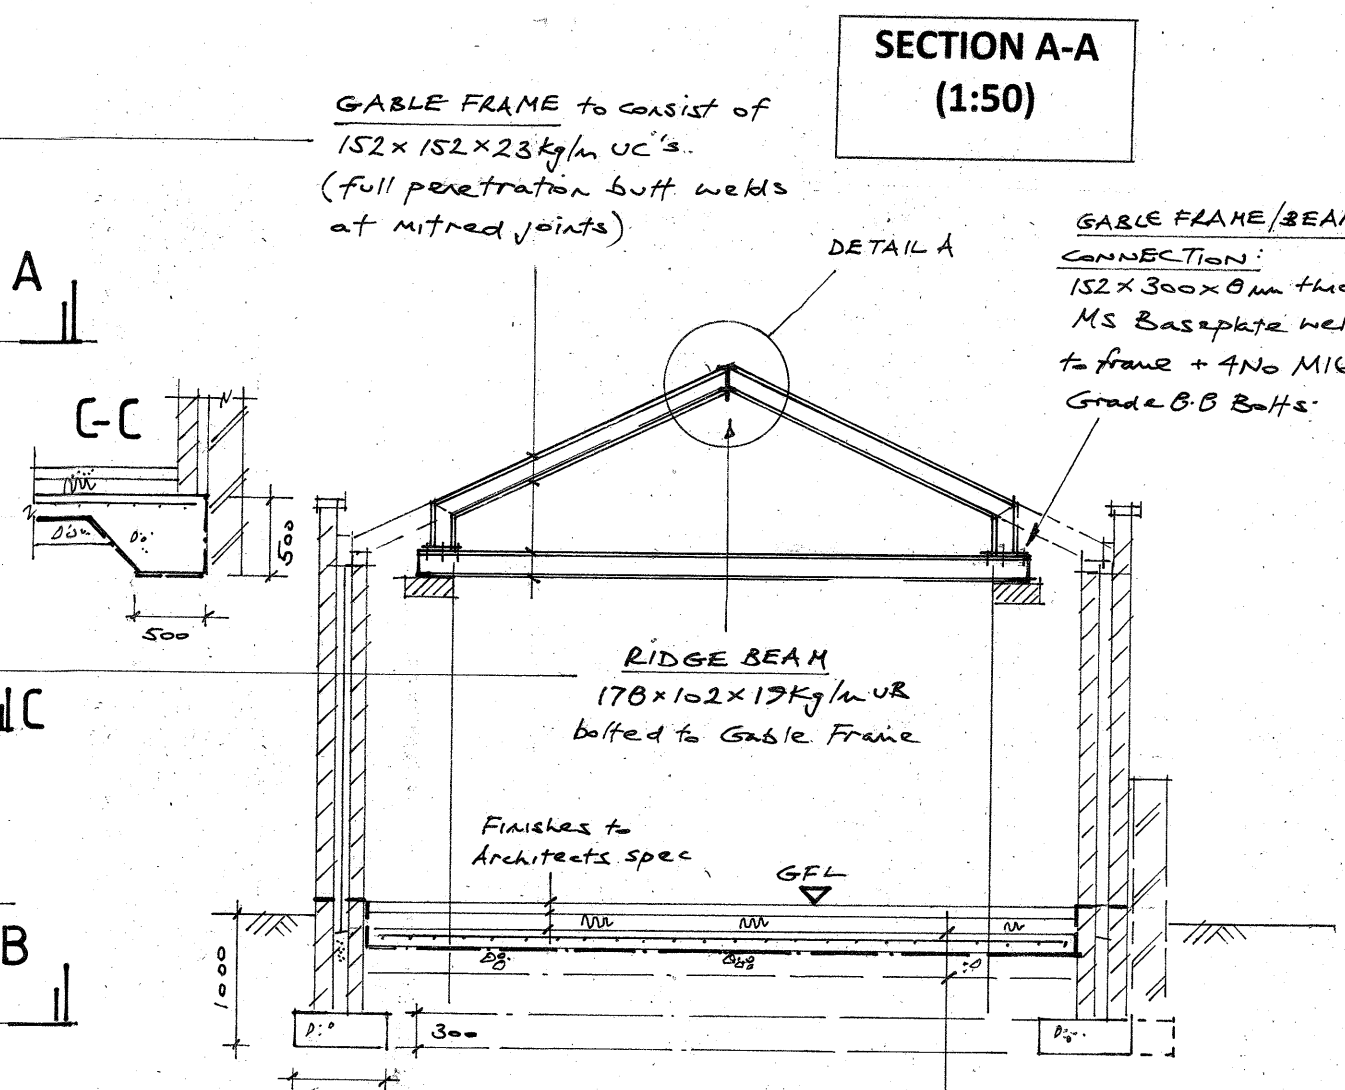 SECTION A-A
(1:50)
GABLE FRAME to consist of
152 x 152 x 23 kg/m UC's.
(full penetration butt welds
at mitred joints)
DETAIL A
GABLE FRAME/BEAM
CONNECTION:
152 x 300 x 8 mm thic
MS Baseplate wel
to frame + 4No M16
Grade 8.8 Bolts.
A
C-C
500
500
RIDGE BEAM
178 x 102 x 19 Kg/m UB
bolted to Gable Frame
C
Finishes to
Architects spec
GFL
B
1000
300